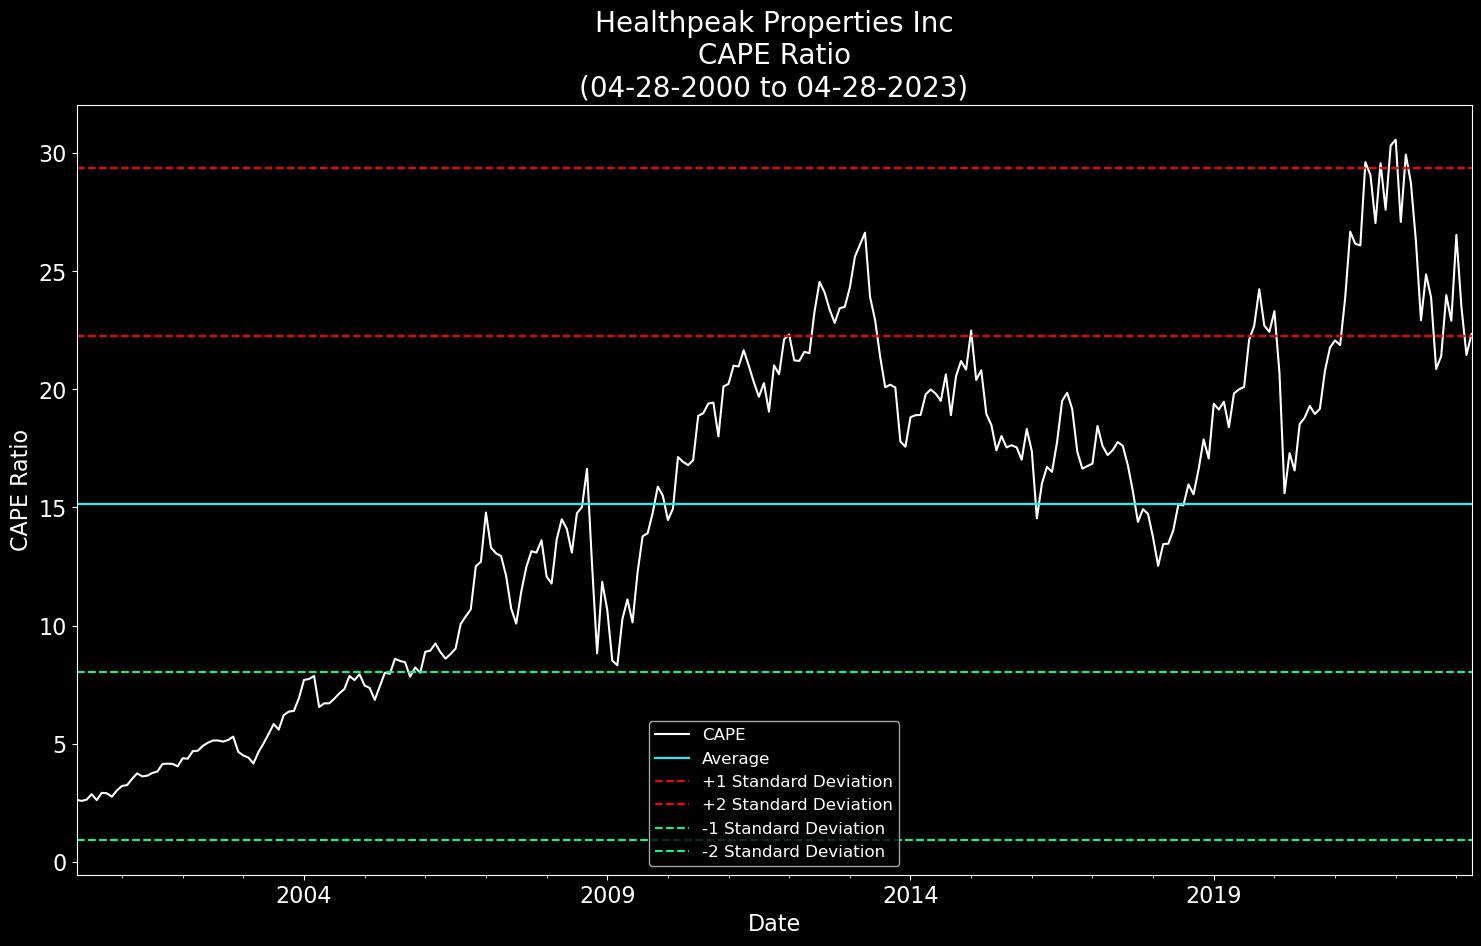 Healthpeak Properties Inc
CAPE Ratio
(04-28-2000 to 04-28-2023)
CAPE Ratio
30
25
20
15
10
5
0
CAPE
Average
+1 Standard Deviation
+2 Standard Deviation
-1 Standard Deviation
-2 Standard Deviation
2004
2009
2014
2019
Date